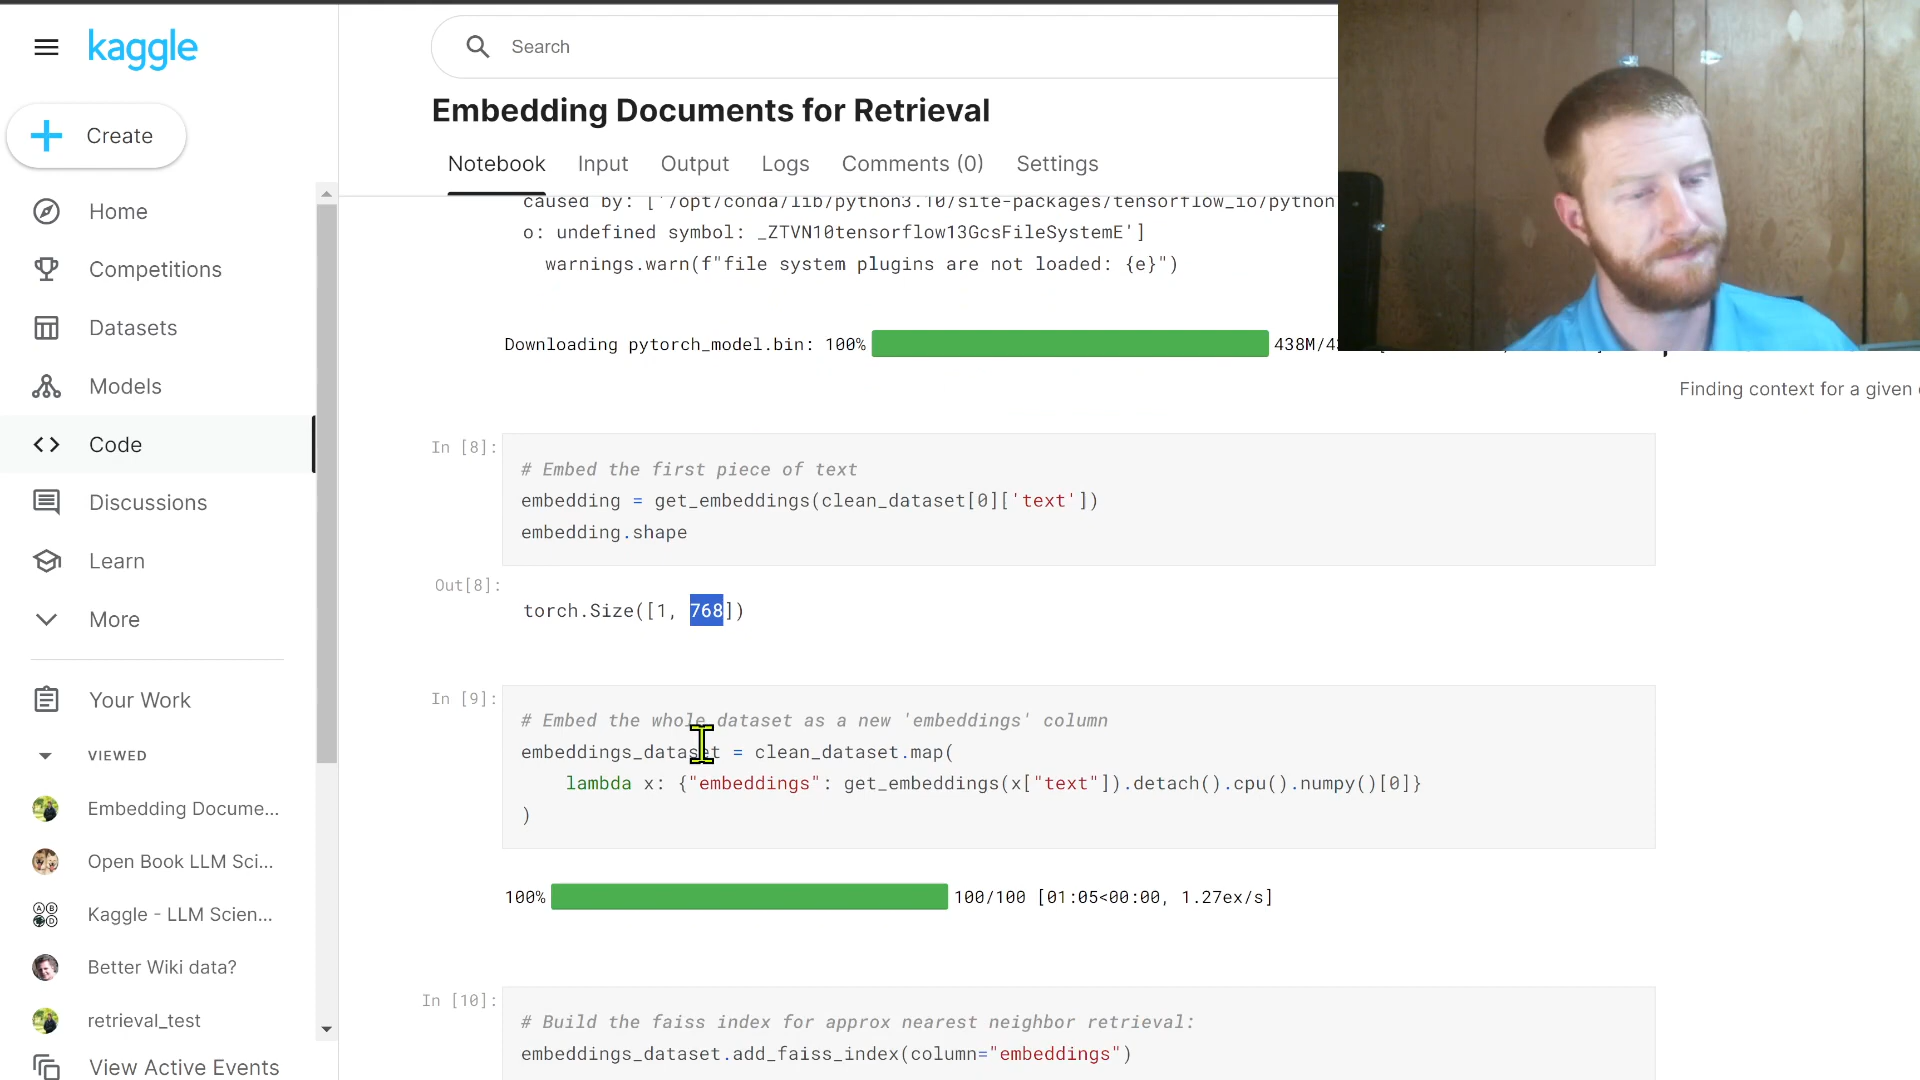 kaggle
Search
Create
Home
Competitions
Datasets
Models
Code
Discussions
Learn
More
Your Work
VIEWED
Embedding Docume...
Open Book LLM Sci...
Kaggle - LLM Scien...
Better Wiki data?
retrieval_test
View Active Events
Embedding Documents for Retrieval
Notebook Input Output Logs Comments (0) Settings
caused by: ['/opt/conda/lib/python3.10/site-packages/tensorflow_io/python
o: undefined symbol: _ZTVN10tensorflow13GcsFileSystemE']
warnings.warn(f"file system plugins are not loaded: {e}")
Downloading pytorch_model.bin: 100% 438M/43
Finding context for a given
In [8]:
# Embed the first piece of text
embedding = get_embeddings(clean_dataset[0]['text'])
embedding.shape
Out[8]:
torch.Size([1, 768])
In [9]:
# Embed the whole dataset as a new 'embeddings' column
embeddings_dataset = clean_dataset.map(
lambda x: {"embeddings": get_embeddings(x["text"]).detach().cpu().numpy()[0]}
)
100% 100/100 [01:05<00:00, 1.27ex/s]
In [10]:
# Build the faiss index for approx nearest neighbor retrieval:
embeddings_dataset.add_faiss_index(column="embeddings")